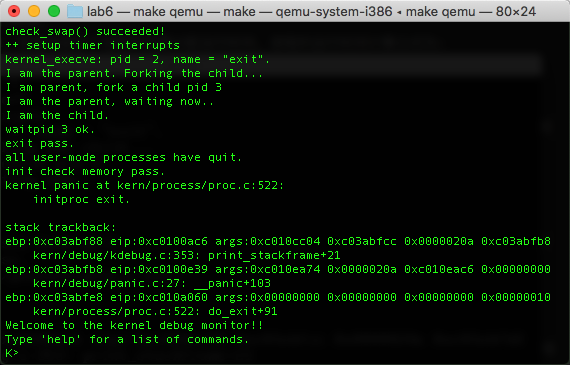 lab6 — make qemu — make — qemu-system-i386 ◂ make qemu — 80×24
check_swap() succeeded!
++ setup timer interrupts
kernel_execve: pid = 2, name = "exit".
I am the parent. Forking the child...
I am parent, fork a child pid 3
I am the parent, waiting now..
I am the child.
waitpid 3 ok.
exit pass.
all user-mode processes have quit.
init check memory pass.
kernel panic at kern/process/proc.c:522:
    initproc exit.

stack trackback:
ebp:0xc03abf88 eip:0xc0100ac6 args:0xc010cc04 0xc03abfcc 0x0000020a 0xc03abfb8
    kern/debug/kdebug.c:353: print_stackframe+21
ebp:0xc03abfb8 eip:0xc0100e39 args:0xc010ea74 0x0000020a 0xc010eac6 0x00000000
    kern/debug/panic.c:27: __panic+103
ebp:0xc03abfe8 eip:0xc010a060 args:0x00000000 0x00000000 0x00000000 0x00000010
    kern/process/proc.c:522: do_exit+91
Welcome to the kernel debug monitor!!
Type 'help' for a list of commands.
K>